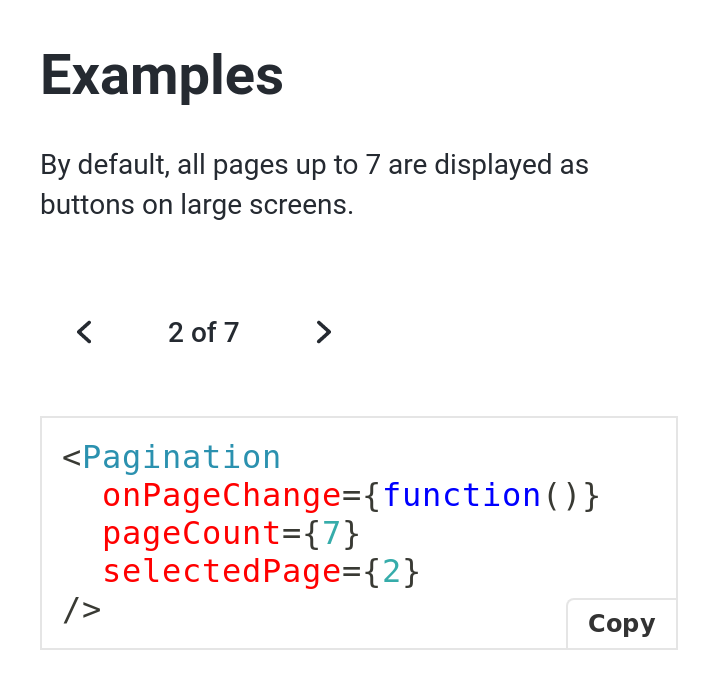 Examples
By default, all pages up to 7 are displayed as
buttons on large screens.
2 of 7
<Pagination
  onPageChange={function()}
  pageCount={7}
  selectedPage={2}
/>
Copy